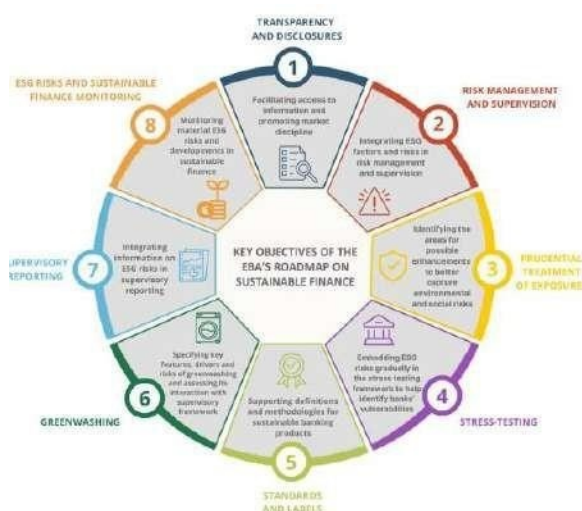 TRANSPARENCY
AND DISCLOSURES
1
Facilitating access to
information and
promoting market
discipline
RISK MANAGEMENT
AND SUPERVISION
2
Integrating ESG
factors and risks in
risk management
and supervision
PRUDENTIAL
TREATMENT
OF EXPOSURE
3
Identifying the
areas for
possible
enhancements
to better
capture
environmental
and social risks
STRESS-TESTING
4
Embedding ESG
risks gradually in
the stress testing
framework to help
identify banks'
vulnerabilities
STANDARDS
AND LABELS
5
Supporting definitions and
methodologies for
sustainable banking
products
GREENWASHING
6
Specifying key
features, drivers and
risks of greenwashing
and assessing its
interaction with
supervisory
framework
SUPERVISORY
REPORTING
7
Integrating
information on
ESG risks in
supervisory
reporting
ESG RISKS AND SUSTAINABLE
FINANCE MONITORING
8
Monitoring
material ESG
risks and
developments in
sustainable
finance
KEY OBJECTIVES OF THE
EBA'S ROADMAP ON
SUSTAINABLE FINANCE